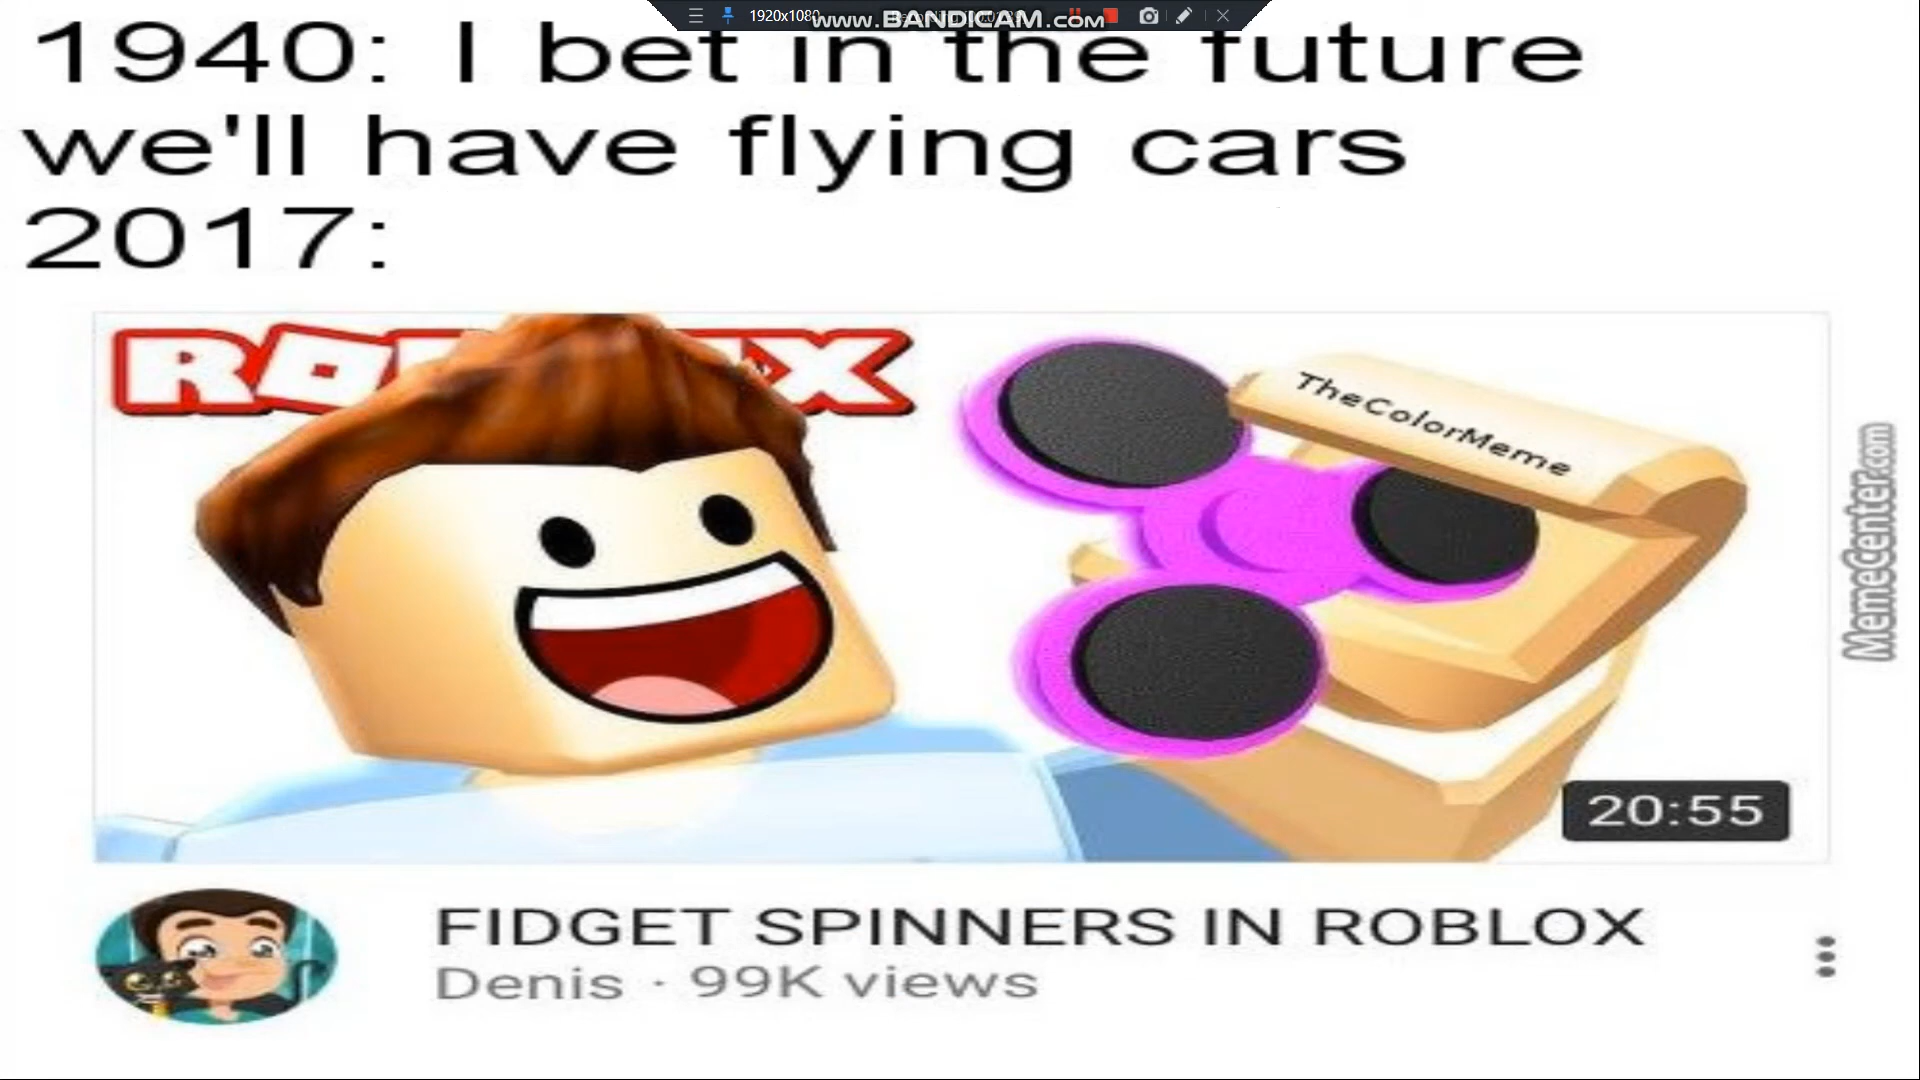 1920x1080
www.BANDICAM.com
1940: I bet in the future
we'll have flying cars
2017:
TheColorMeme
MemeCenter.com
20:55
FIDGET SPINNERS IN ROBLOX
Denis · 99K views